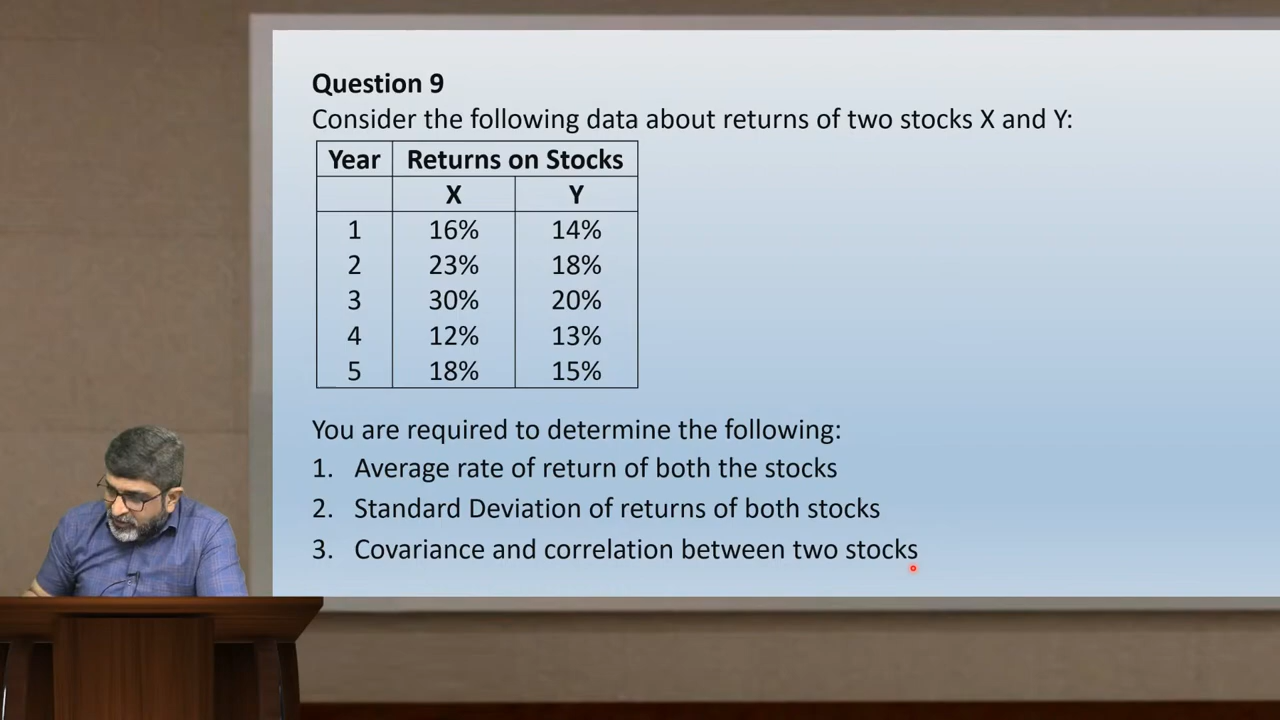 Question 9
Consider the following data about returns of two stocks X and Y:
Year Returns on Stocks
X Y
1 16% 14%
2 23% 18%
3 30% 20%
4 12% 13%
5 18% 15%
You are required to determine the following:
1. Average rate of return of both the stocks
2. Standard Deviation of returns of both stocks
3. Covariance and correlation between two stocks